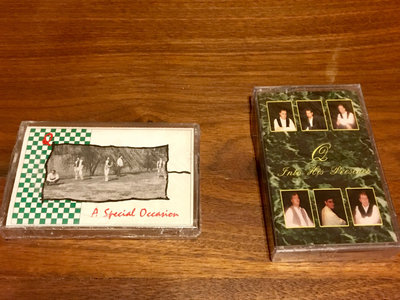 Q
A Special Occasion
Q
Into His Presence